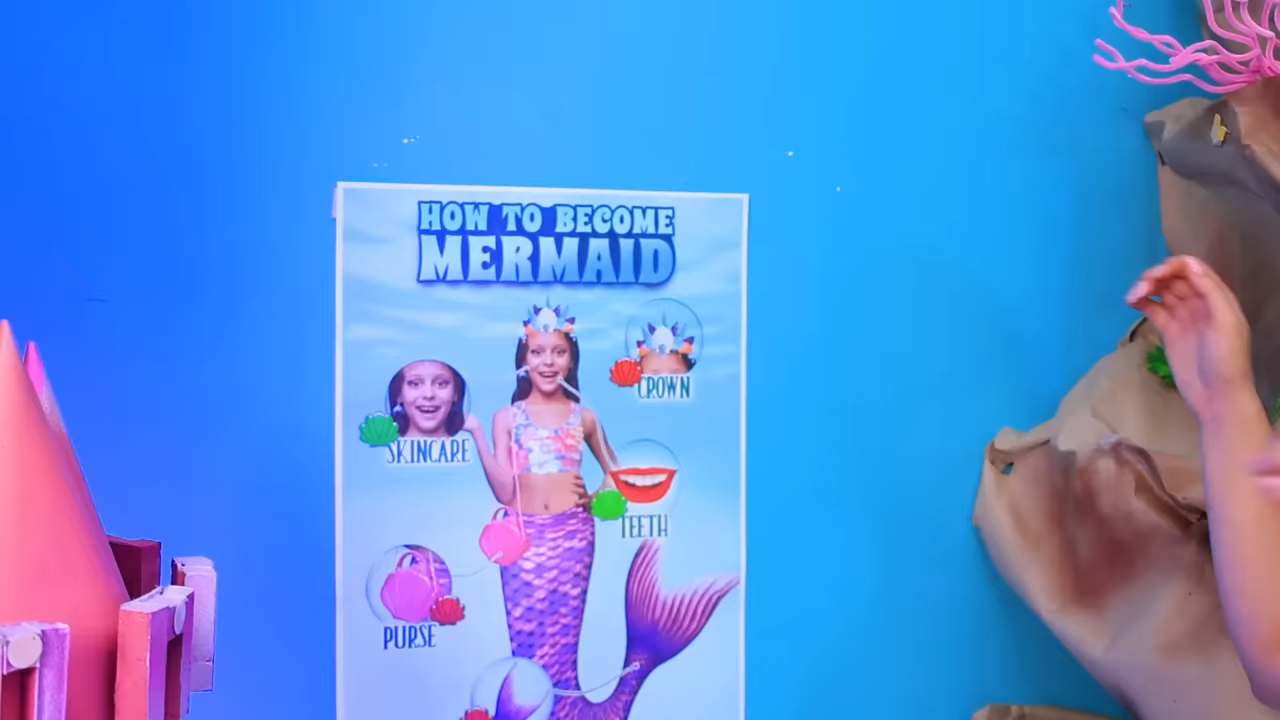 HOW TO BECOME
MERMAID
CROWN
SKINCARE
TEETH
PURSE